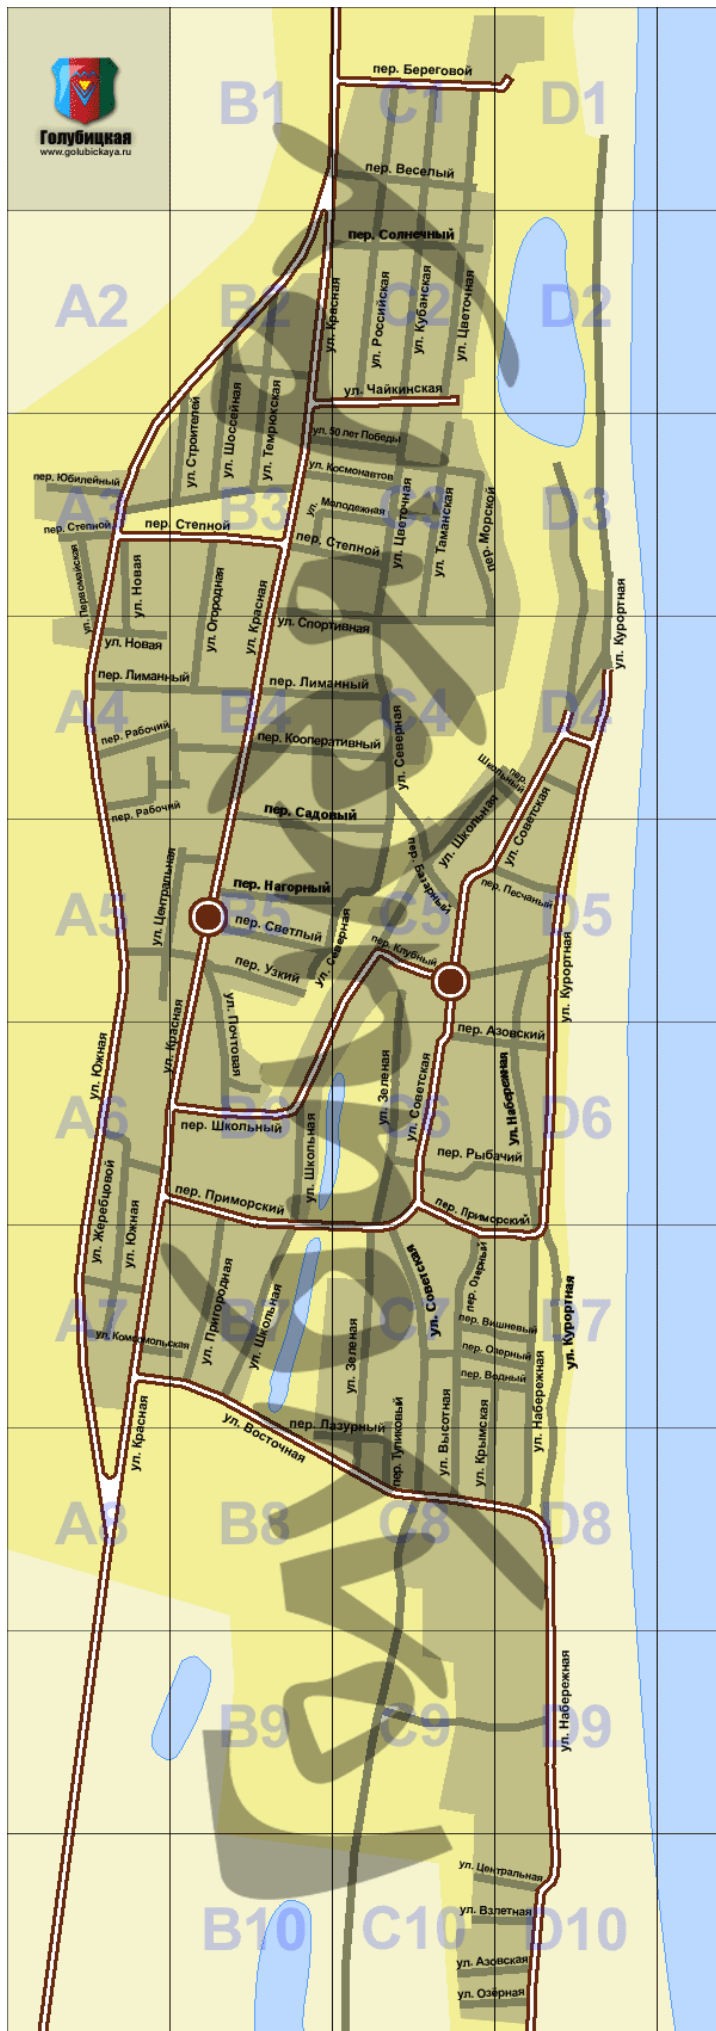 Голубицкая
www.golubickaya.ru
пер. Береговой
B1
C1
D1
пер. Веселый
пер. Солнечный
A2
B2
C2
D2
ул. Красная
ул. Российская
ул. Кубанская
ул. Цветочная
ул. Чайкинская
ул. Строителей
ул. Шоссейная
ул. Темрюкская
ул. 50 лет Победы
пер. Юбилейный
ул. Космонавтов
A3
B3
C3
D3
ул. Молодежная
ул. Цветочная
ул. Таманская
пер. Морской
пер. Степной
пер. Степной
пер. Степной
ул. Первомайская
ул. Новая
ул. Огородная
ул. Красная
ул. Спортивная
ул. Новая
ул. Курортная
пер. Лиманный
пер. Лиманный
A4
B4
C4
D4
пер. Рабочий
пер. Кооперативный
ул. Северная
пер. Школьный
пер. Рабочий
пер. Садовый
ул. Школьная
ул. Советская
пер. Базарный
ул. Центральная
пер. Нагорный
пер. Песчаный
A5
B5
C5
D5
пер. Светлый
ул. Северная
пер. Клубный
пер. Узкий
ул. Курортная
ул. Красная
ул. Почтовая
пер. Азовский
ул. Южная
ул. Зеленая
ул. Советская
ул. Набережная
A6
B6
C6
D6
пер. Школьный
ул. Школьная
пер. Рыбачий
ул. Жеребцовой
ул. Южная
пер. Приморский
пер. Приморский
ул. Советская
пер. Озерный
A7
B7
C7
D7
ул. Пригородная
ул. Школьная
ул. Зеленая
ул. Курортная
пер. Вишневый
ул. Комсомольская
пер. Озерный
пер. Водный
ул. Набережная
ул. Красная
ул. Восточная
пер. Лазурный
пер. Тупиковый
ул. Высотная
ул. Крымская
A8
B8
C8
D8
B9
C9
D9
ул. Набережная
ул. Центральная
ул. Взлетная
B10
C10
D10
ул. Азовская
ул. Озёрная
Голубицкая